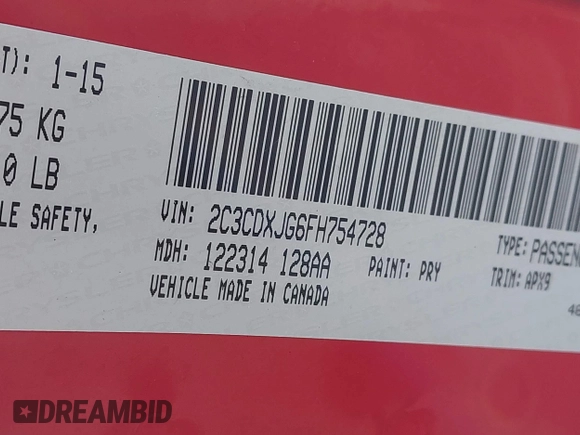 T): 1-15
75 KG
0 LB
LE SAFETY,
VIN: 2C3CDXJG6FH754728
TYPE: PASSEN
MDH: 122314 128AA PAINT: PRY
TRIM: APX9
VEHICLE MADE IN CANADA
DREAMBID